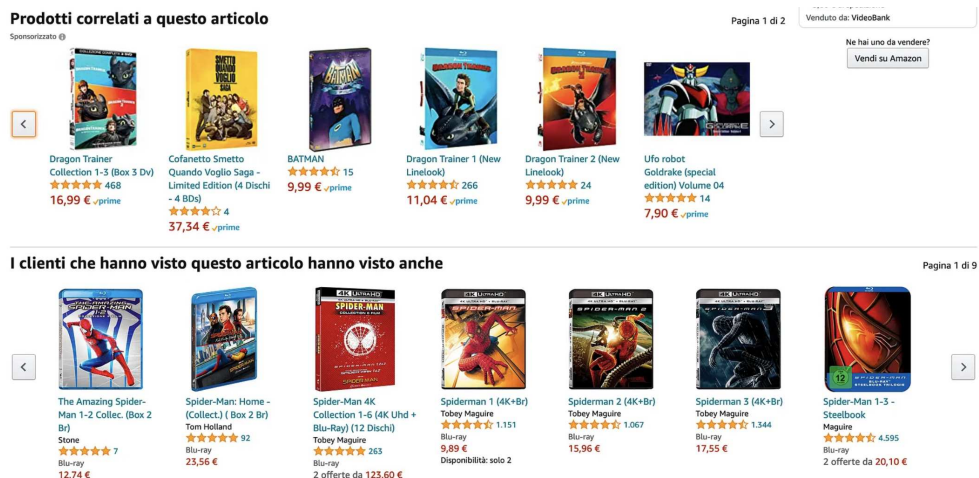 Prodotti correlati a questo articolo
Pagina 1 di 2
Venduto da: VideoBank
Sponsorizzato
Ne hai uno da vendere?
Vendi su Amazon
Dragon Trainer
Collection 1-3 (Box 3 Dv)
468
16,99 € prime
Cofanetto Smetto
Quando Voglio Saga -
Limited Edition (4 Dischi
- 4 BDs)
4
37,34 € prime
BATMAN
15
9,99 € prime
Dragon Trainer 1 (New
Linelook)
266
11,04 € prime
Dragon Trainer 2 (New
Linelook)
24
9,99 € prime
Ufo robot
Goldrake (special
edition) Volume 04
14
7,90 € prime
I clienti che hanno visto questo articolo hanno visto anche
Pagina 1 di 9
The Amazing Spider-
Man 1-2 Collec. (Box 2
Br)
Stone
7
Blu-ray
12,74 €
Spider-Man: Home -
(Collect.) ( Box 2 Br)
Tom Holland
92
Blu-ray
23,56 €
Spider-Man 4K
Collection 1-6 (4K Uhd +
Blu-Ray) (12 Dischi)
Tobey Maguire
263
Blu-ray
2 offerte da 123,60 €
Spiderman 1 (4K+Br)
Tobey Maguire
1.151
Blu-ray
9,89 €
Disponibilità: solo 2
Spiderman 2 (4K+Br)
Tobey Maguire
1.067
Blu-ray
15,96 €
Spiderman 3 (4K+Br)
Tobey Maguire
1.344
Blu-ray
17,55 €
Spider-Man 1-3 -
Steelbook
Maguire
4.595
Blu-ray
2 offerte da 20,10 €